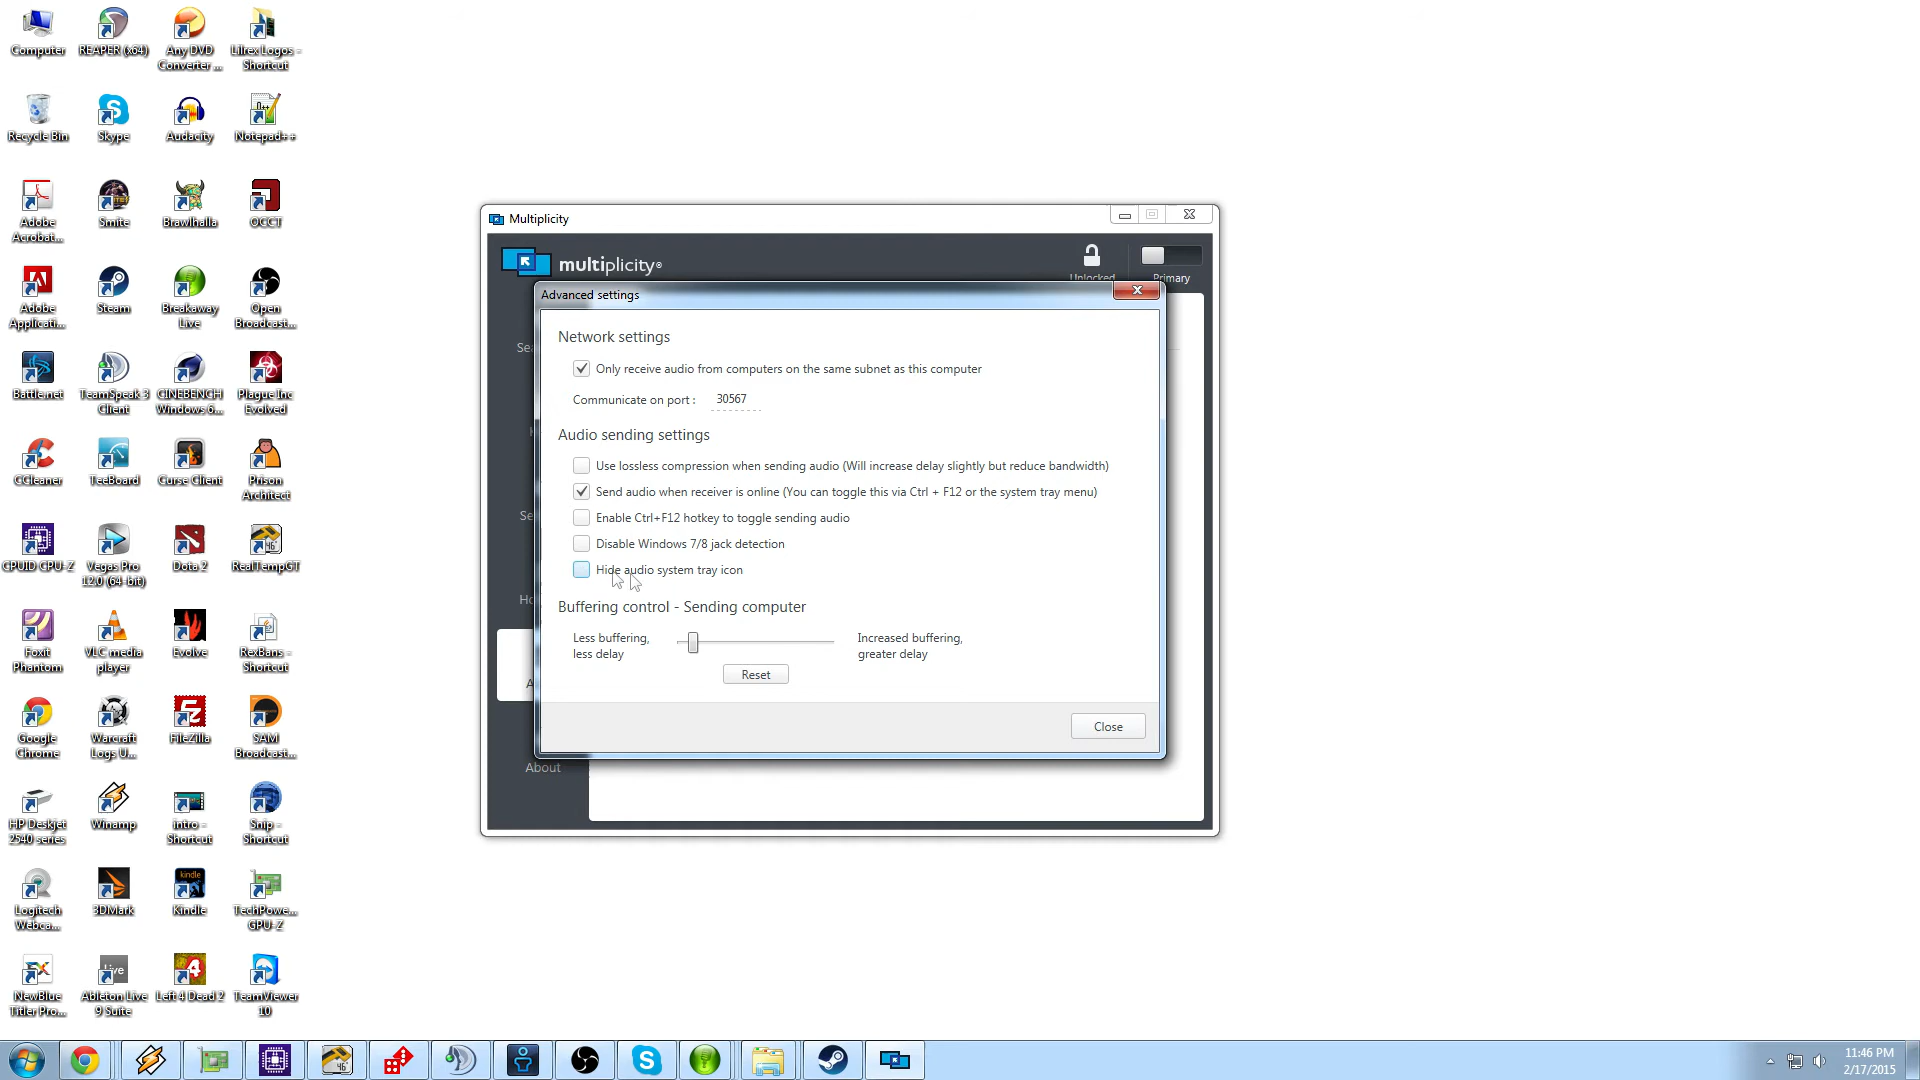 Computer
REAPER (x64)
Any DVD
Converter ...
Lilrex Logos -
Shortcut
Recycle Bin
Skype
Audacity
Notepad++
Adobe
Acrobat...
Smite
Brawlhalla
OCCT
Adobe
Applicati...
Steam
Breakaway
Live
Open
Broadcast...
Battle.net
TeamSpeak 3
Client
CINEBENCH
Windows 6...
Plague Inc
Evolved
CCleaner
TeeBoard
Curse Client
Prison
Architect
CPUID CPU-Z
Vegas Pro
12.0 (64-bit)
Dota 2
RealTempGT
Foxit
Phantom
VLC media
player
Evolve
RexBans -
Shortcut
Google
Chrome
Warcraft
Logs U...
FileZilla
SAM
Broadcast...
HP Deskjet
2540 series
Winamp
intro -
Shortcut
Snip -
Shortcut
Logitech
Webca...
3DMark
Kindle
TechPowe...
GPU-Z
NewBlue
Titler Pro...
Ableton Live
9 Suite
Left 4 Dead 2
TeamViewer
10
Multiplicity
multiplicity®
Unlocked
Primary
Advanced settings
Network settings
Only receive audio from computers on the same subnet as this computer
Communicate on port :
30567
Audio sending settings
Use lossless compression when sending audio (Will increase delay slightly but reduce bandwidth)
Send audio when receiver is online (You can toggle this via Ctrl + F12 or the system tray menu)
Enable Ctrl+F12 hotkey to toggle sending audio
Disable Windows 7/8 jack detection
Hide audio system tray icon
Buffering control - Sending computer
Less buffering,
less delay
Increased buffering,
greater delay
Reset
Close
About
11:46 PM
2/17/2015